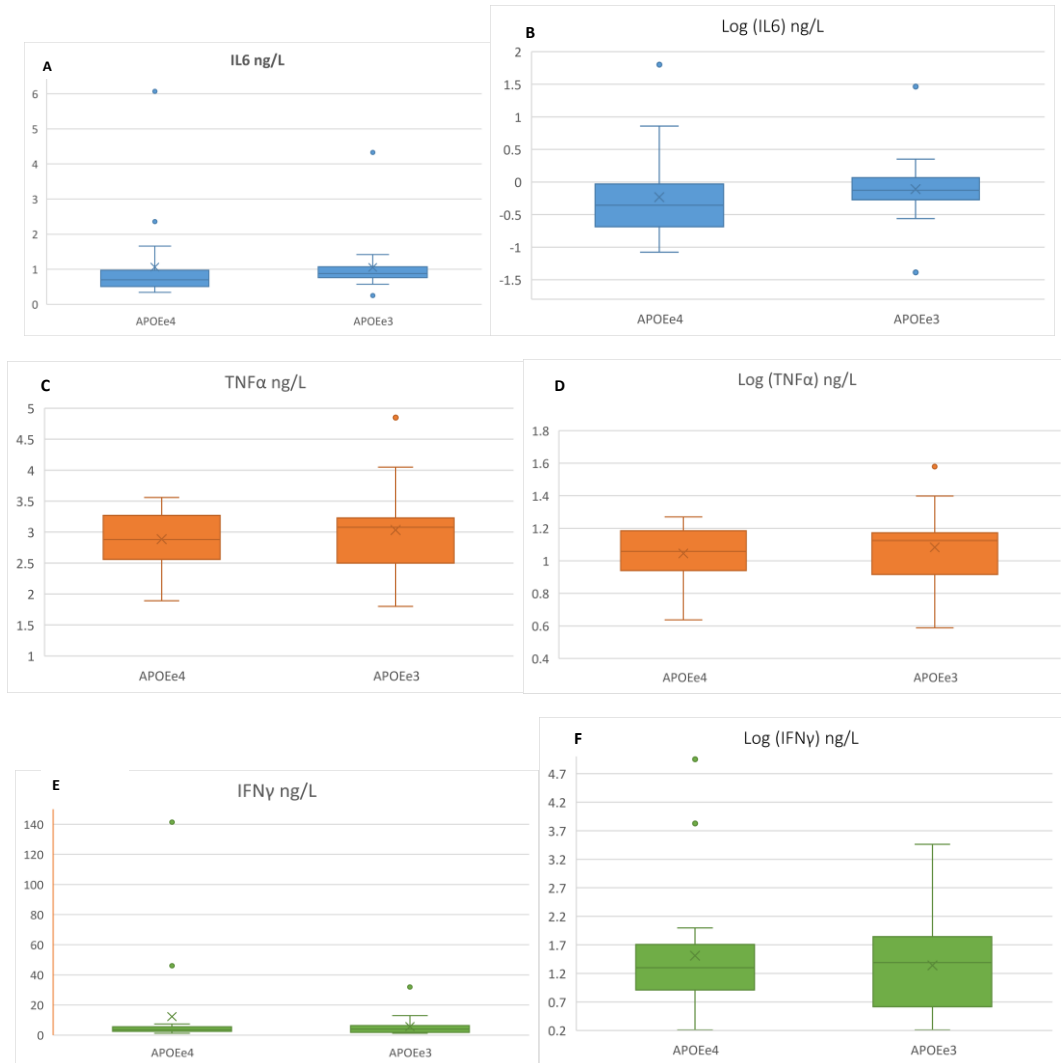 A
IL6 ng/L
6
5
4
3
2
1
0
APOEe4 APOEe3
B
Log (IL6) ng/L
2
1.5
1
0.5
0
-0.5
-1
-1.5
APOEe4 APOEe3
C
TNFα ng/L
5
4.5
4
3.5
3
2.5
2
1.5
1
APOEe4 APOEe3
D
Log (TNFα) ng/L
1.8
1.6
1.4
1.2
1
0.8
0.6
0.4
APOEe4 APOEe3
E
IFNγ ng/L
140
120
100
80
60
40
20
0
APOEe4 APOEe3
F
Log (IFNγ) ng/L
4.7
4.2
3.7
3.2
2.7
2.2
1.7
1.2
0.7
0.2
APOEe4 APOEe3